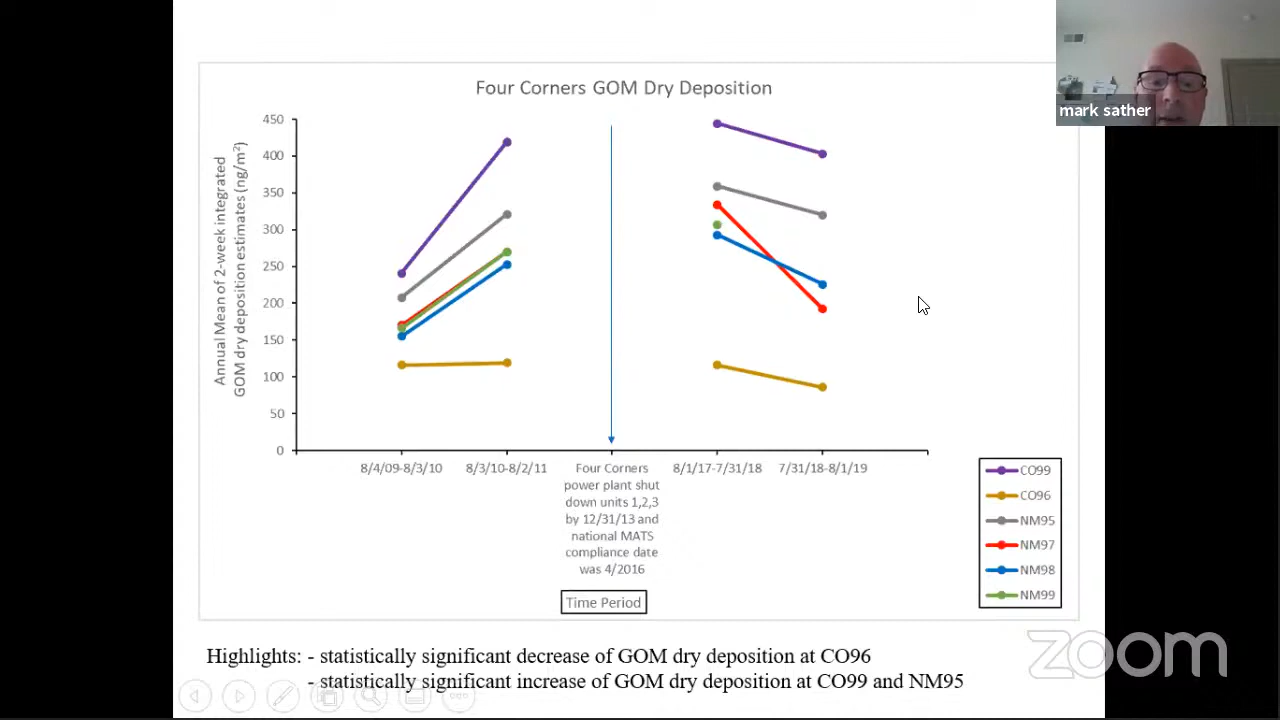 mark sather
Four Corners GOM Dry Deposition
Annual Mean of 2-week integrated
GOM dry deposition estimates (ng/m²)
450
400
350
300
250
200
150
100
50
0
8/4/09-8/3/10
8/3/10-8/2/11
Four Corners
power plant shut
down units 1,2,3
by 12/31/13 and
national MATS
compliance date
was 4/2016
8/1/17-7/31/18
7/31/18-8/1/19
Time Period
CO99
CO96
NM95
NM97
NM98
NM99
Highlights: - statistically significant decrease of GOM dry deposition at CO96
- statistically significant increase of GOM dry deposition at CO99 and NM95
zoom